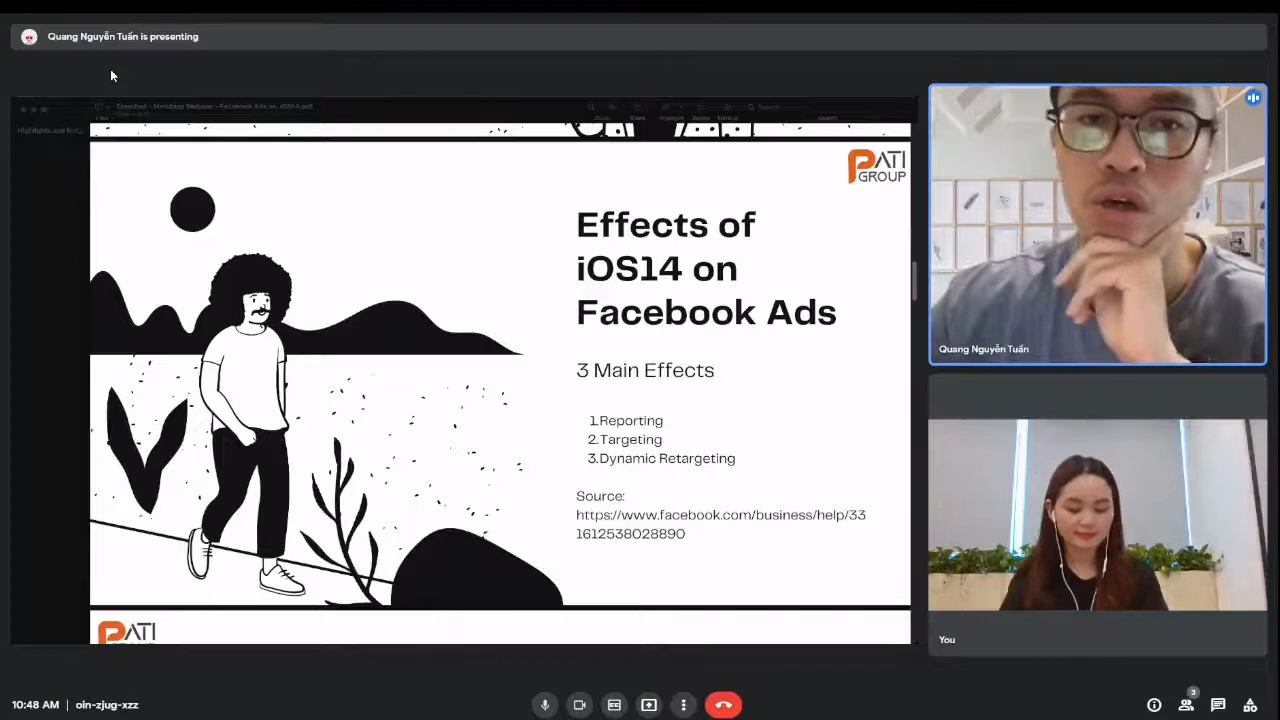 Quang Nguyễn Tuấn is presenting
PATI
GROUP
Effects of
iOS14 on
Facebook Ads
3 Main Effects
1.Reporting
2.Targeting
3.Dynamic Retargeting
Source:
https://www.facebook.com/business/help/33
1612538028890
PATI
Quang Nguyễn Tuấn
You
10:48 AM | oin-zjug-xzz
3